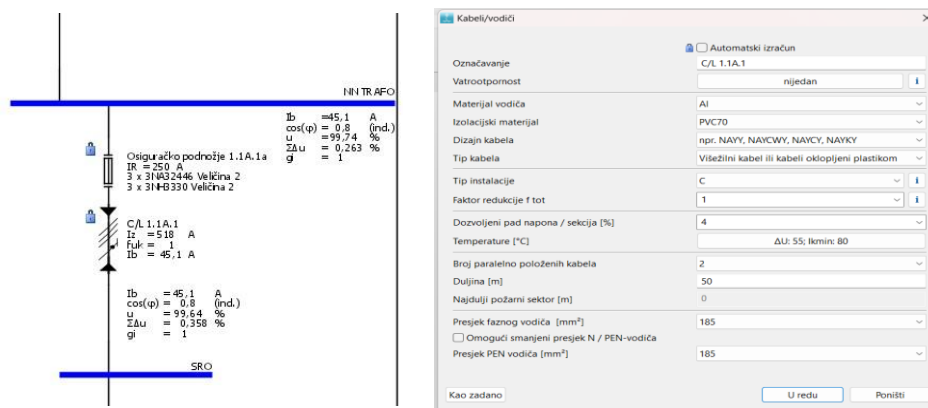 NN TRAFO
Ib =45,1 A
cos(φ) = 0,8 (ind.)
u =99,74 %
ΣΔu = 0,263 %
gi = 1
Osiguračko podnožje 1.1A.1a
IR =250 A
3 x 3NA32446 Veličina 2
3 x 3NH3330 Veličina 2
C/L 1.1A.1
Iz =518 A
fuk = 1
Ib = 45,1 A
Ib =45,1 A
cos(φ) = 0,8 (ind.)
u =99,64 %
ΣΔu = 0,358 %
gi = 1
SRO
Kabeli/vodiči
Automatski izračun
Označavanje C/L 1.1A.1
Vatrootpornost nijedan i
Materijal vodiča Al
Izolacijski materijal PVC70
Dizajn kabela npr. NAYY, NAYCWY, NAYCY, NAYKY
Tip kabela Višežilni kabel ili kabeli oklopljeni plastikom
Tip instalacije C i
Faktor redukcije f tot 1 i
Dozvoljeni pad napona / sekcija [%] 4
Temperature [°C] ΔU: 55; Ikmin: 80
Broj paralelno položenih kabela 2
Duljina [m] 50
Najdulji požarni sektor [m] 0
Presjek faznog vodiča [mm²] 185
Omogući smanjeni presjek N / PEN-vodiča
Presjek PEN vodiča [mm²] 185
Kao zadano U redu Poništi